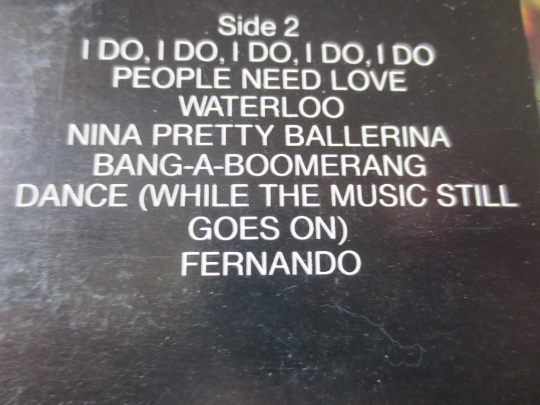 Side 2
I DO, I DO, I DO, I DO, I DO
PEOPLE NEED LOVE
WATERLOO
NINA PRETTY BALLERINA
BANG-A-BOOMERANG
DANCE (WHILE THE MUSIC STILL
GOES ON)
FERNANDO